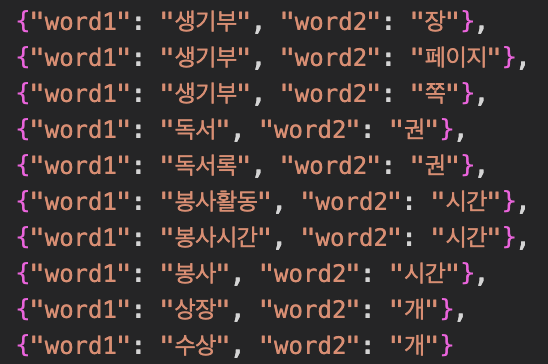 {"word1": "생기부", "word2": "장"},
{"word1": "생기부", "word2": "페이지"},
{"word1": "생기부", "word2": "쪽"},
{"word1": "독서", "word2": "권"},
{"word1": "독서록", "word2": "권"},
{"word1": "봉사활동", "word2": "시간"},
{"word1": "봉사시간", "word2": "시간"},
{"word1": "봉사", "word2": "시간"},
{"word1": "상장", "word2": "개"},
{"word1": "수상", "word2": "개"}